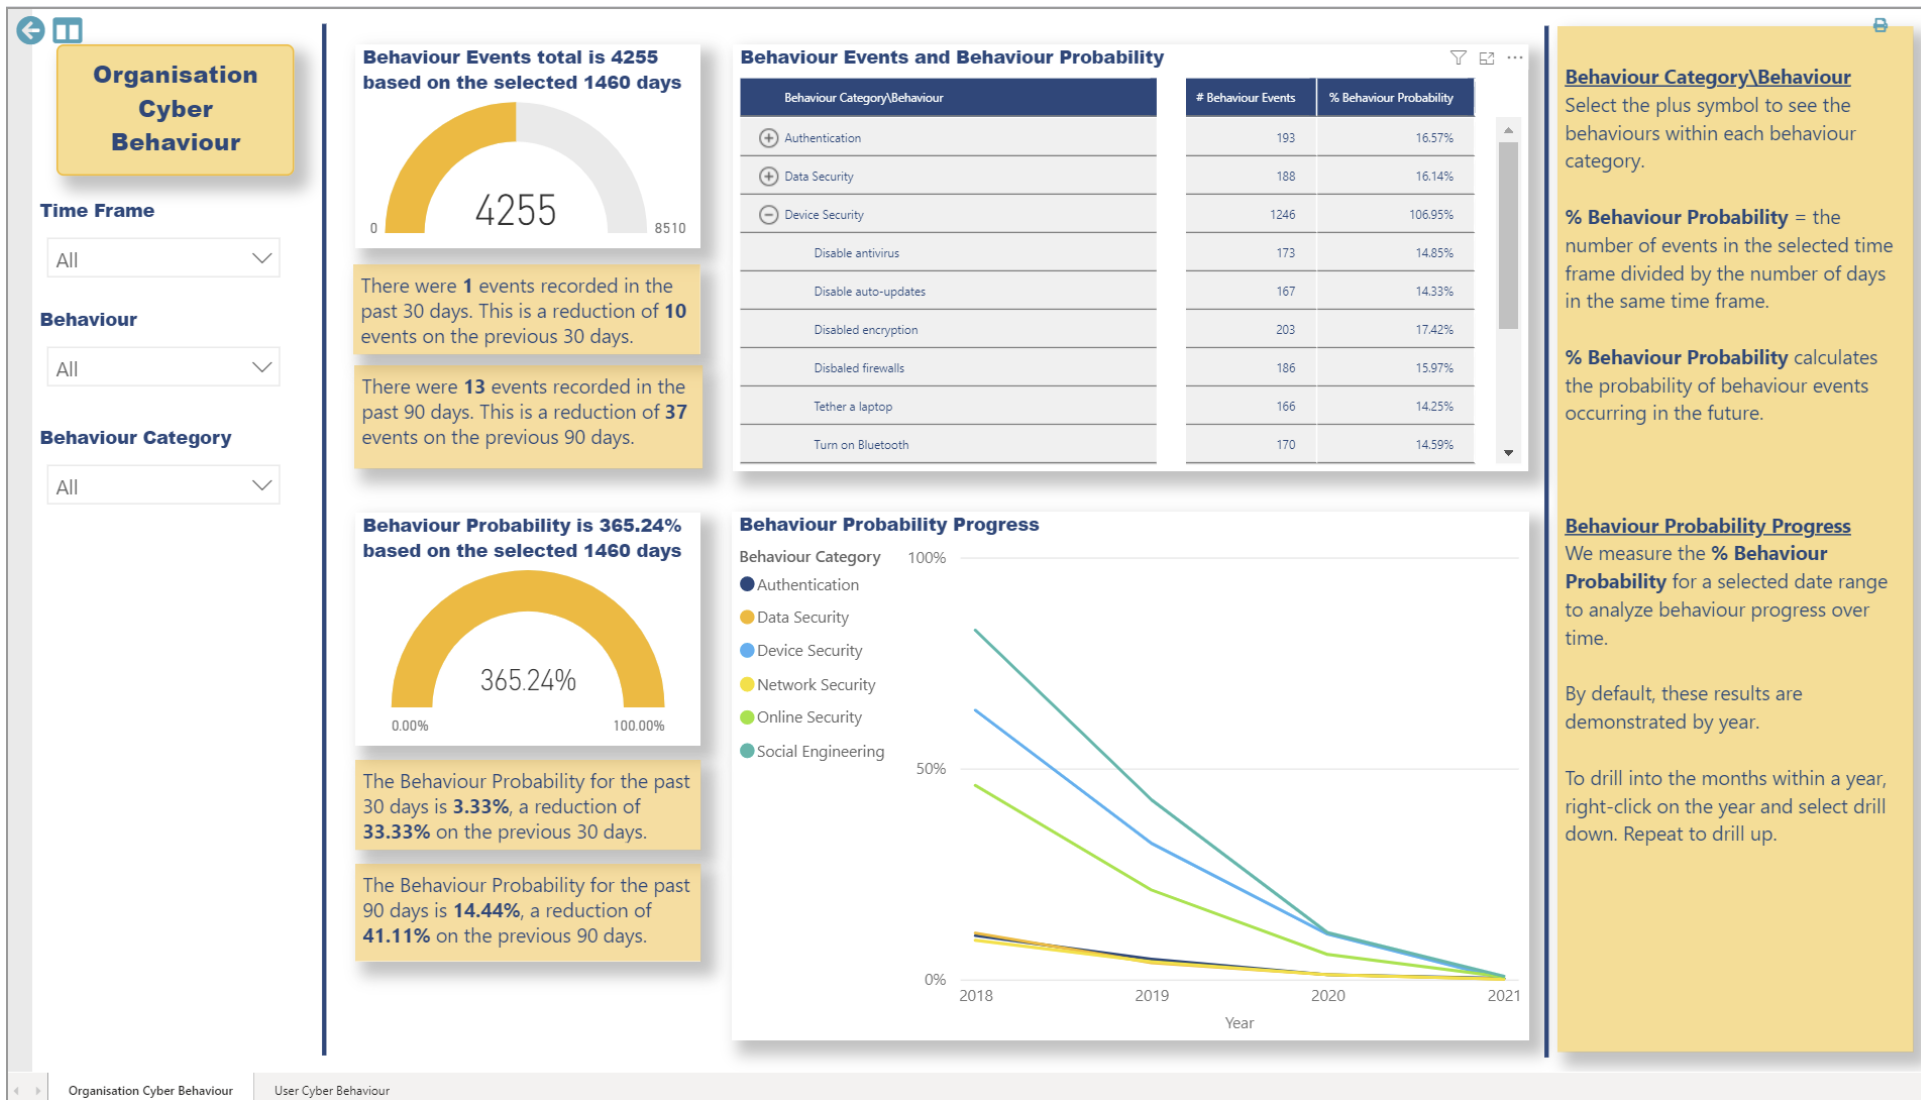 Organisation
Cyber
Behaviour
Time Frame
All
Behaviour
All
Behaviour Category
All
Behaviour Events total is 4255
based on the selected 1460 days
4255
0
8510
There were 1 events recorded in the
past 30 days. This is a reduction of 10
events on the previous 30 days.
There were 13 events recorded in the
past 90 days. This is a reduction of 37
events on the previous 90 days.
Behaviour Probability is 365.24%
based on the selected 1460 days
365.24%
0.00%
100.00%
The Behaviour Probability for the past
30 days is 3.33%, a reduction of
33.33% on the previous 30 days.
The Behaviour Probability for the past
90 days is 14.44%, a reduction of
41.11% on the previous 90 days.
Behaviour Events and Behaviour Probability
Behaviour Category\Behaviour # Behaviour Events % Behaviour Probability
Authentication 193 16.57%
Data Security 188 16.14%
Device Security 1246 106.95%
Disable antivirus 173 14.85%
Disable auto-updates 167 14.33%
Disabled encryption 203 17.42%
Disbaled firewalls 186 15.97%
Tether a laptop 166 14.25%
Turn on Bluetooth 170 14.59%
Behaviour Probability Progress
Behaviour Category
Authentication
Data Security
Device Security
Network Security
Online Security
Social Engineering
100%
50%
0%
2018 2019 2020 2021
Year
Behaviour Category\Behaviour
Select the plus symbol to see the
behaviours within each behaviour
category.
% Behaviour Probability = the
number of events in the selected time
frame divided by the number of days
in the same time frame.
% Behaviour Probability calculates
the probability of behaviour events
occurring in the future.
Behaviour Probability Progress
We measure the % Behaviour
Probability for a selected date range
to analyze behaviour progress over
time.
By default, these results are
demonstrated by year.
To drill into the months within a year,
right-click on the year and select drill
down. Repeat to drill up.
Organisation Cyber Behaviour User Cyber Behaviour